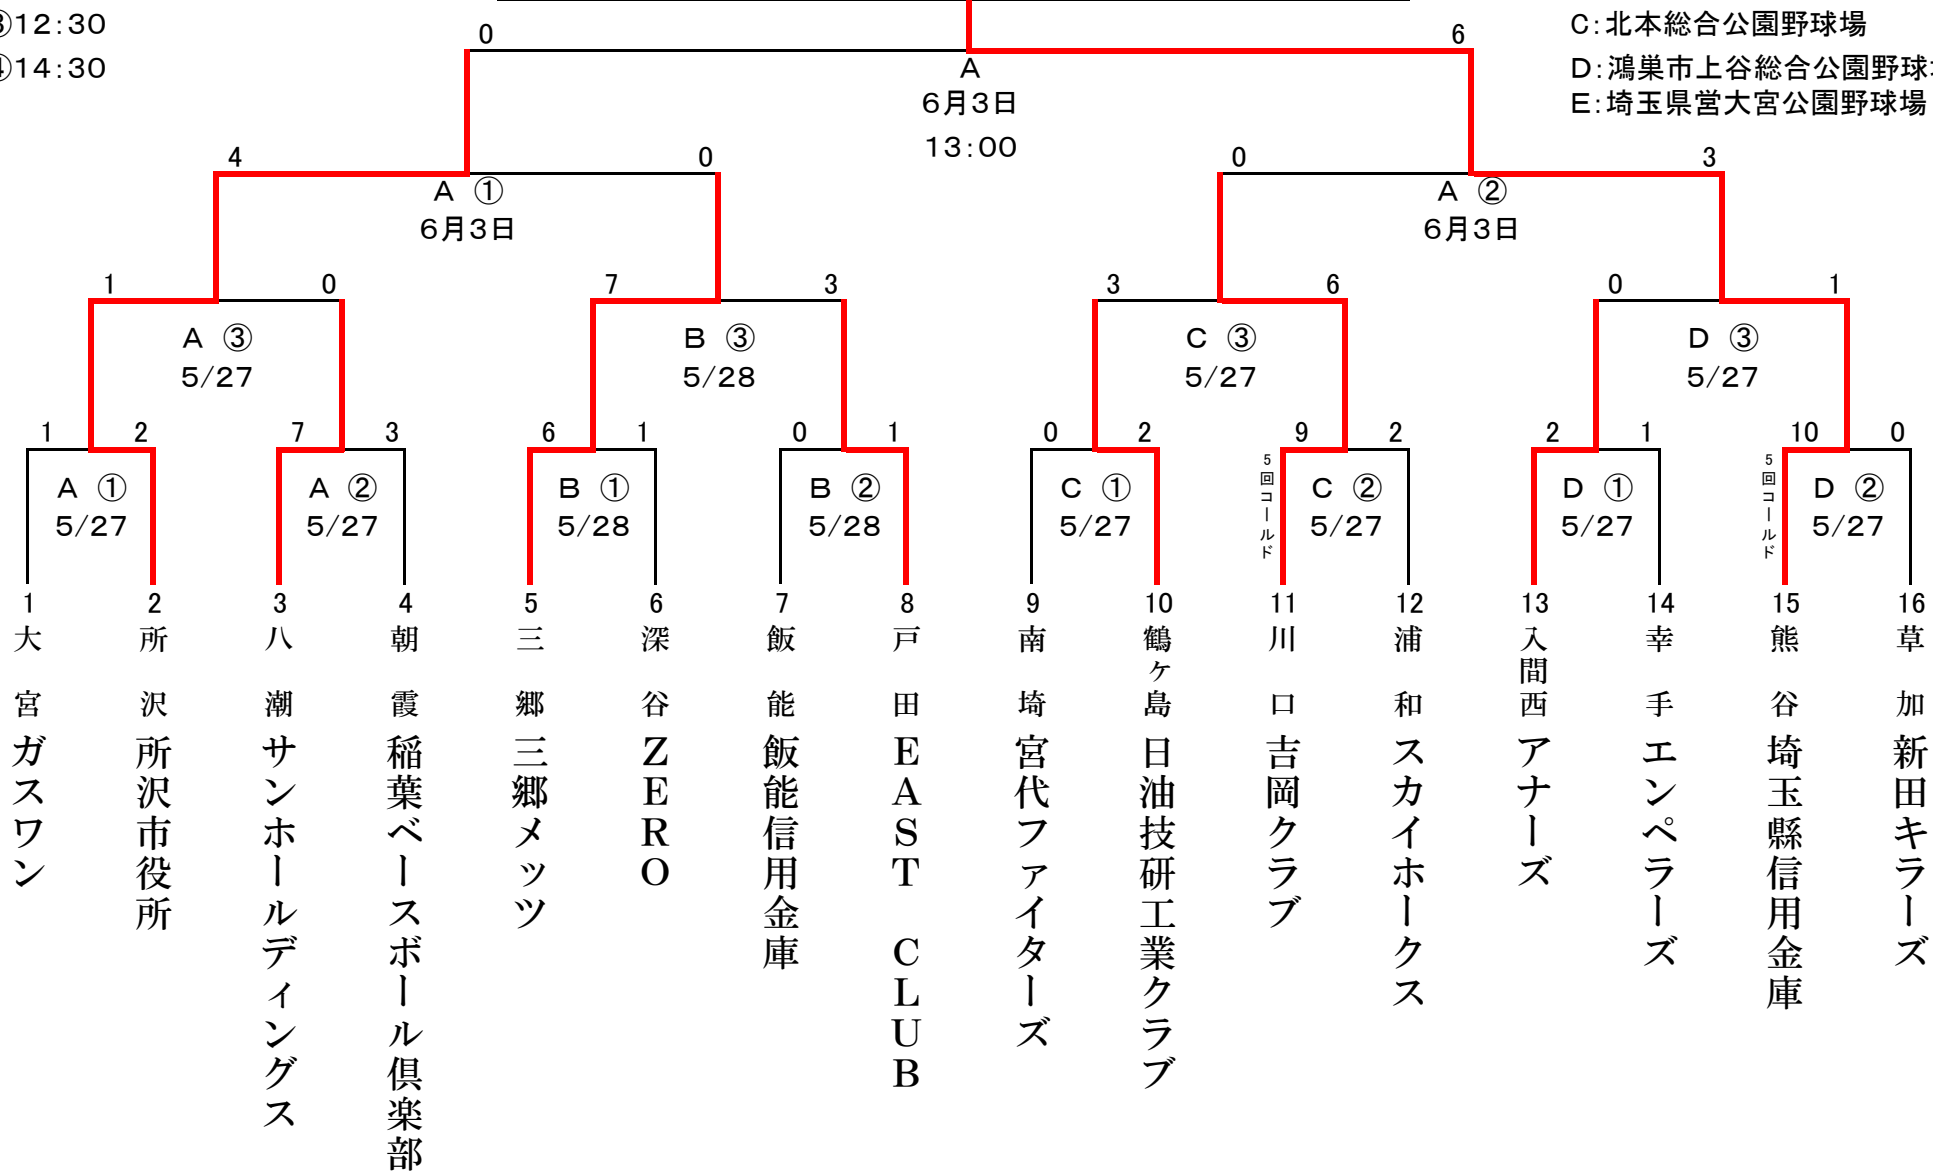 ③12:30
④14:30
C:北本総合公園野球場
D:鴻巣市上谷総合公園野球
E:埼玉県営大宮公園野球場
0 6
A
6月3日
13:00
4 0 0 3
A ① A ②
6月3日 6月3日
1 0 7 3 3 6 0 1
A ③ B ③ C ③ D ③
5/27 5/28 5/27 5/27
1 2 7 3 6 1 0 1 0 2 9 2 2 1 10 0
5回コールド 5回コールド
A ① A ② B ① B ② C ① C ② D ① D ②
5/27 5/27 5/28 5/28 5/27 5/27 5/27 5/27
1 大宮 ガスワン
2 所沢 所沢市役所
3 八潮 サンホールディングス
4 朝霞 稲葉ベースボール倶楽部
5 三郷 三郷メッツ
6 深谷 ZERO
7 飯能 飯能信用金庫
8 戸田 EAST CLUB
9 南埼 宮代ファイターズ
10 鶴ヶ島 日油技研工業クラブ
11 川口 吉岡クラブ
12 浦和 スカイホークス
13 入間西 アナーズ
14 幸手 エンペラーズ
15 熊谷 埼玉縣信用金庫
16 草加 新田キラーズ